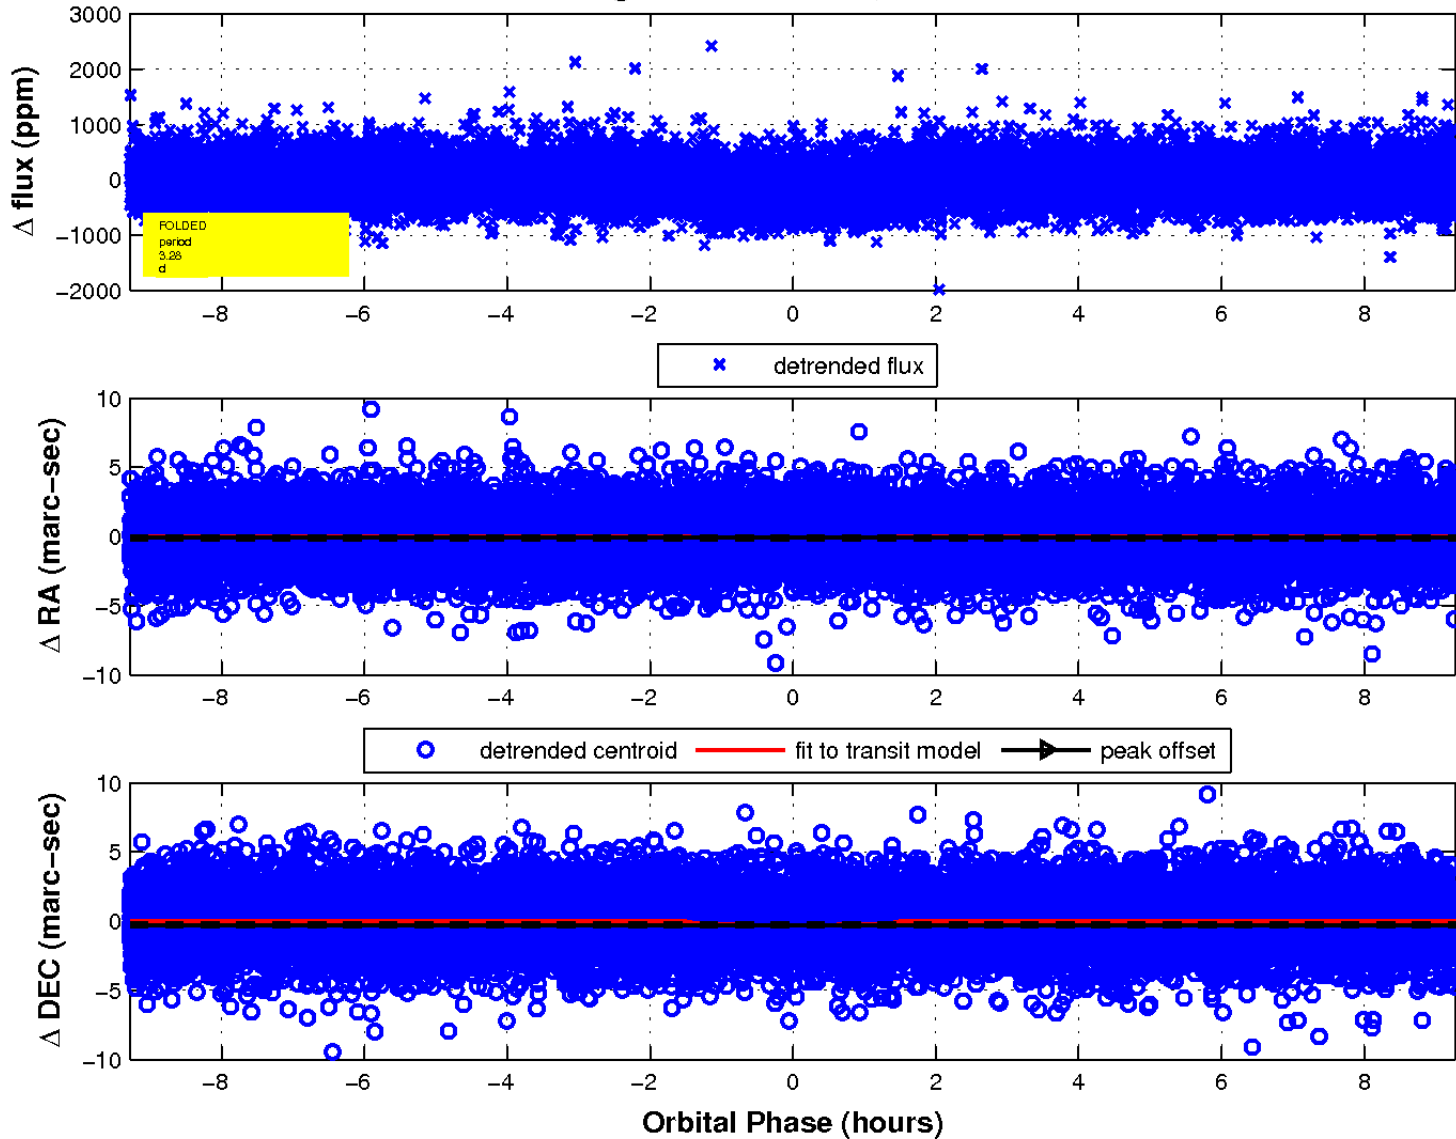 3000
2000
1000
0
−1000
−2000
Δ flux (ppm)
FOLDED
period
3.28
d
−8 −6 −4 −2 0 2 4 6 8
detrended flux
10
5
0
−5
−10
Δ RA (marc−sec)
−8 −6 −4 −2 0 2 4 6 8
detrended centroid fit to transit model peak offset
10
5
0
−5
−10
Δ DEC (marc−sec)
−8 −6 −4 −2 0 2 4 6 8
Orbital Phase (hours)